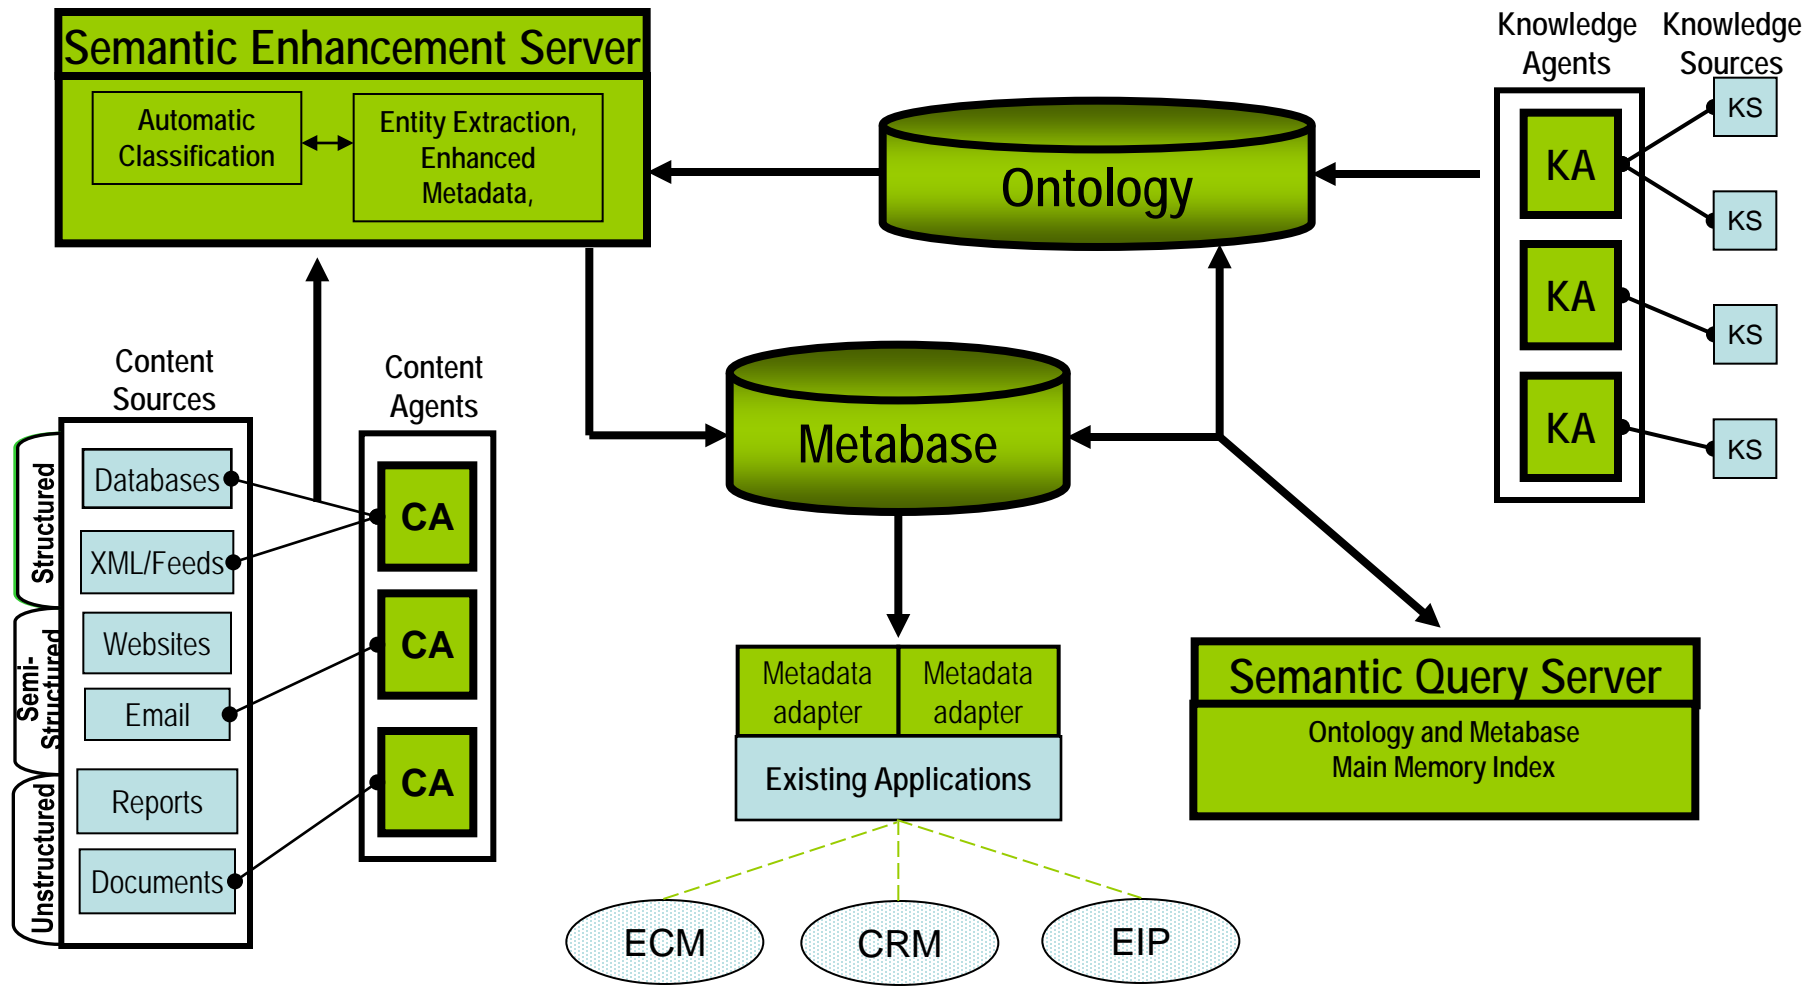 Semantic Enhancement Server
Automatic
Classification
Entity Extraction,
Enhanced
Metadata,
Ontology
Knowledge
Agents
Knowledge
Sources
KA
KA
KA
KS
KS
KS
KS
Content
Sources
Content
Agents
Structured
Semi-
Structured
Unstructured
Databases
XML/Feeds
Websites
Email
Reports
Documents
CA
CA
CA
Metabase
Metadata
adapter
Metadata
adapter
Existing Applications
ECM
CRM
EIP
Semantic Query Server
Ontology and Metabase
Main Memory Index